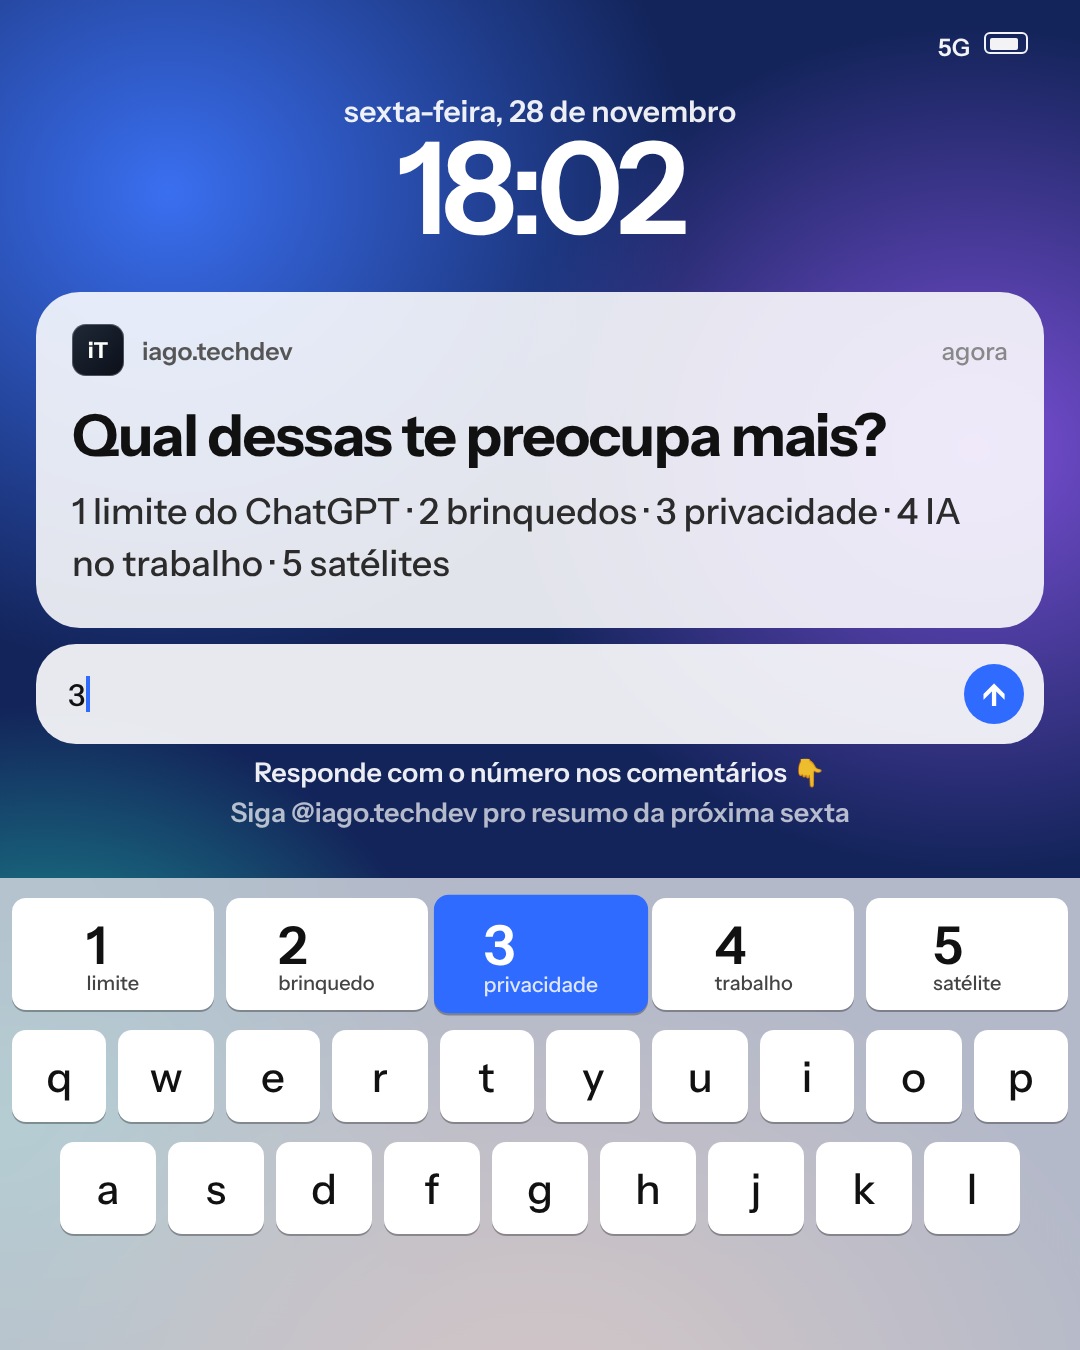 5G
sexta-feira, 28 de novembro
18:02
iT
iago.techdev
agora
Qual dessas te preocupa mais?
1 limite do ChatGPT · 2 brinquedos · 3 privacidade · 4 IA
no trabalho · 5 satélites
3
Responde com o número nos comentários 👇
Siga @iago.techdev pro resumo da próxima sexta
1 2 3 4 5
limite brinquedo privacidade trabalho satélite
q w e r t y u i o p
a s d f g h j k l